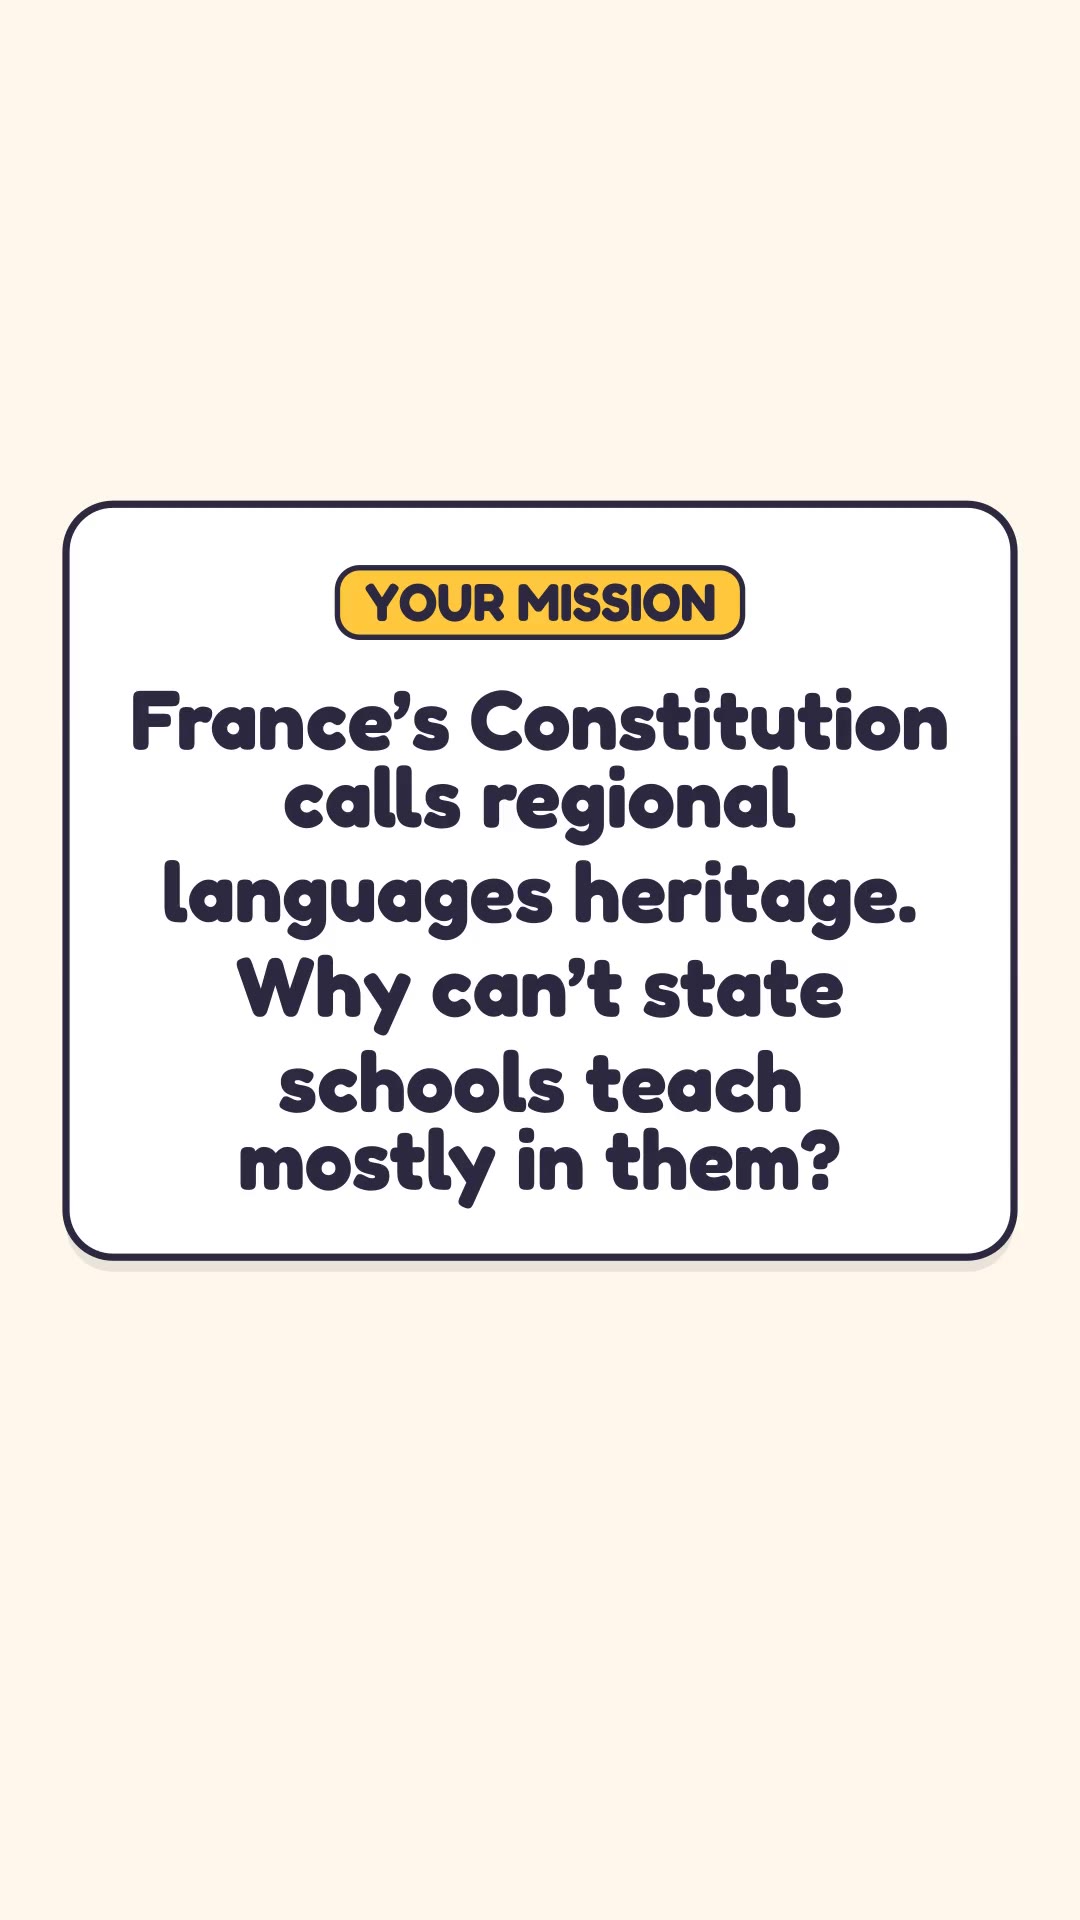 YOUR MISSION
France’s Constitution
calls regional
languages heritage.
Why can’t state
schools teach
mostly in them?